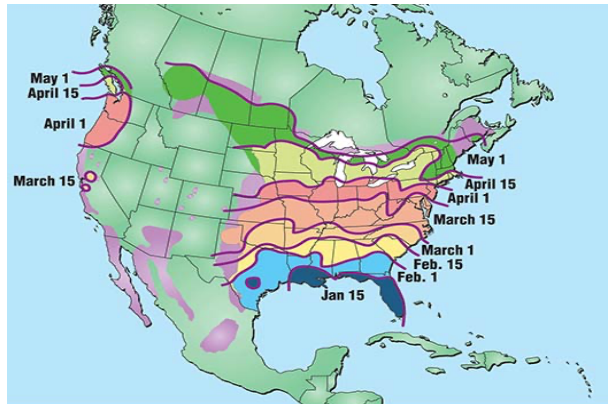 May 1
April 15
April 1
March 15
May 1
April 15
April 1
March 15
March 1
Feb. 15
Feb. 1
Jan 15